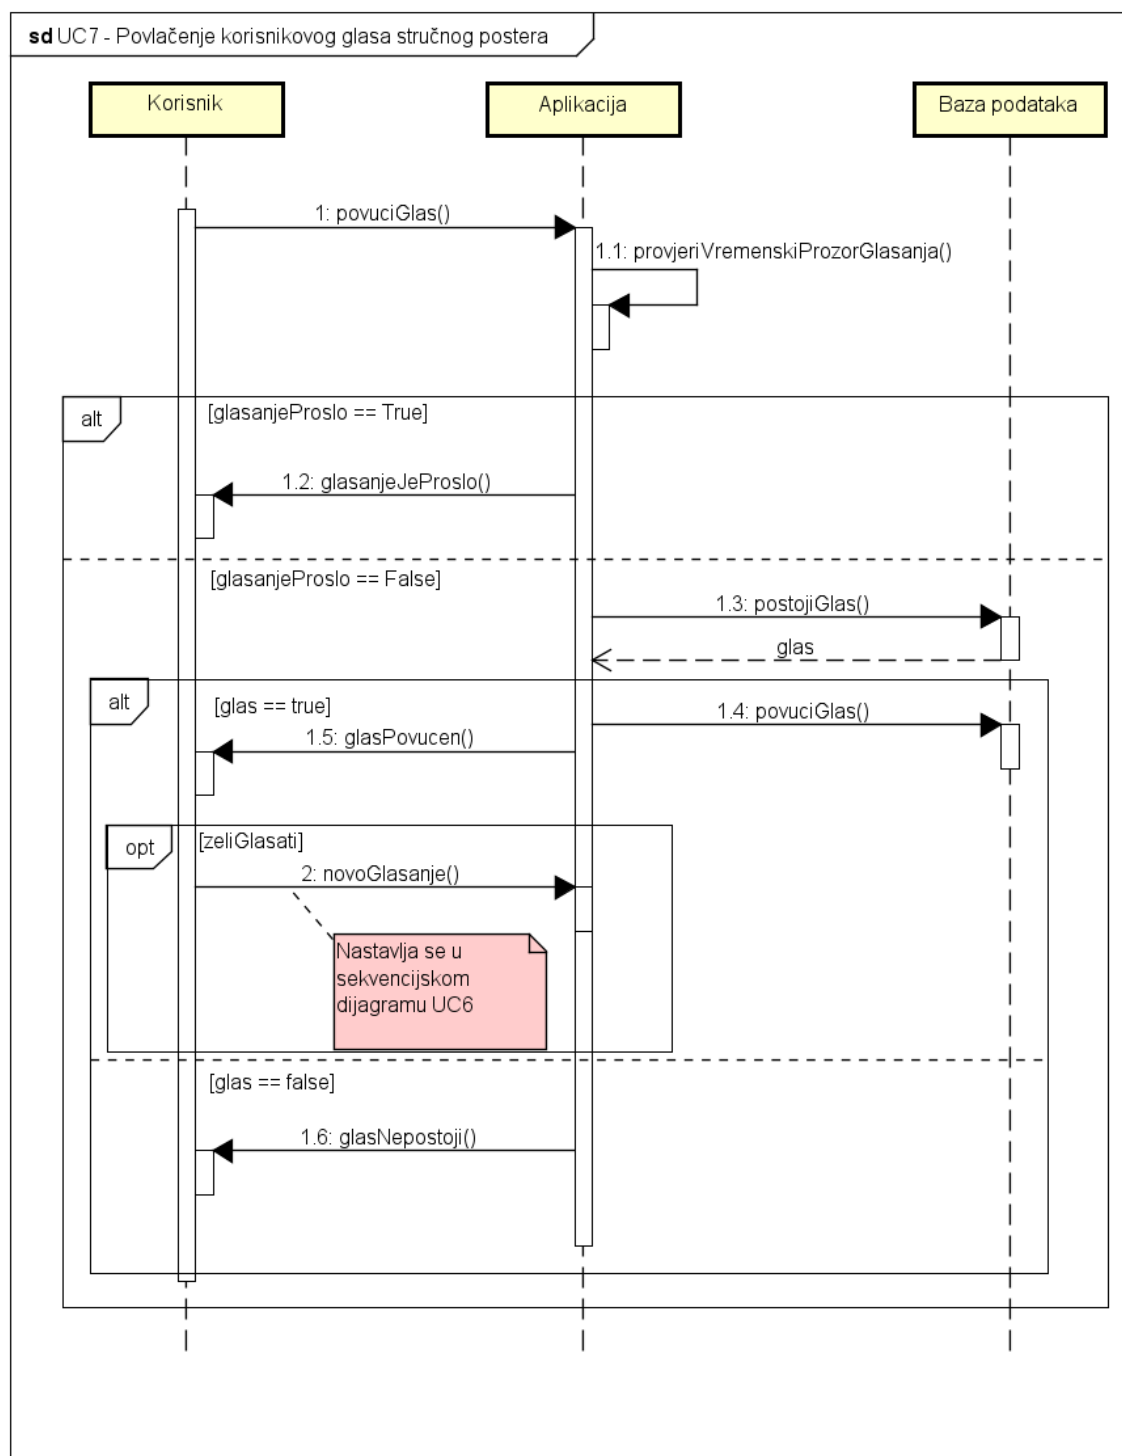 sd UC7 - Povlačenje korisnikovog glasa stručnog postera
Korisnik
Aplikacija
Baza podataka
1: povuciGlas()
1.1: provjeriVremenskiProzorGlasanja()
alt
[glasanjeProslo == True]
1.2: glasanjeJeProslo()
[glasanjeProslo == False]
1.3: postojiGlas()
glas
alt
[glas == true]
1.4: povuciGlas()
1.5: glasPovucen()
opt
[zeliGlasati]
2: novoGlasanje()
Nastavlja se u
sekvencijskom
dijagramu UC6
[glas == false]
1.6: glasNepostoji()